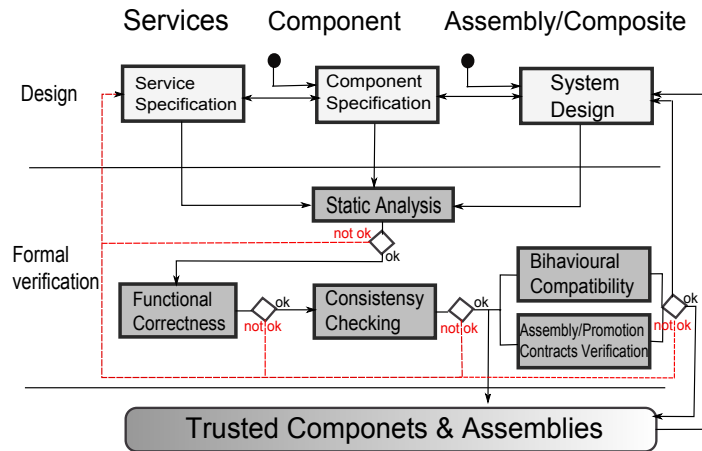 Services Component Assembly/Composite
Design
Service
Specification
Component
Specification
System
Design
Static Analysis
not ok
ok
Formal
verification
Functional
Correctness
ok
not ok
Consistensy
Checking
ok
not ok
Bihavioural
Compatibility
Assembly/Promotion
Contracts Verification
ok
not ok
Trusted Componets & Assemblies